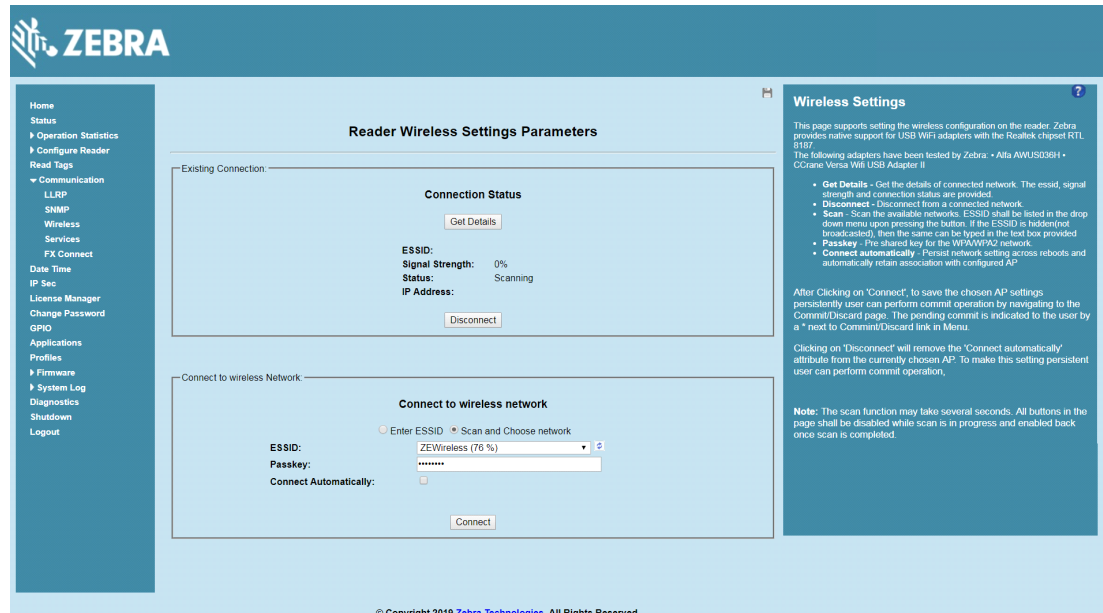 ZEBRA
Home
Status
Operation Statistics
Configure Reader
Read Tags
Communication
LLRP
SNMP
Wireless
Services
FX Connect
Date Time
IP Sec
License Manager
Change Password
GPIO
Applications
Profiles
Firmware
System Log
Diagnostics
Shutdown
Logout
Reader Wireless Settings Parameters
Existing Connection:
Connection Status
Get Details
ESSID:
Signal Strength: 0%
Status: Scanning
IP Address:
Disconnect
Connect to wireless Network:
Connect to wireless network
Enter ESSID Scan and Choose network
ESSID: ZEWireless (76 %)
Passkey: ••••••••
Connect Automatically:
Connect
Wireless Settings
?
This page supports setting the wireless configuration on the reader. Zebra
provides native support for USB WiFi adapters with the Realtek chipset RTL
8187.
The following adapters have been tested by Zebra: • Alfa AWUS036H •
CCrane Versa Wifi USB Adapter II
• Get Details - Get the details of connected network. The essid, signal
strength and connection status are provided.
• Disconnect - Disconnect from a connected network.
• Scan - Scan the available networks. ESSID shall be listed in the drop
down menu upon pressing the button. If the ESSID is hidden(not
broadcasted), then the same can be typed in the text box provided
• Passkey - Pre shared key for the WPA/WPA2 network.
• Connect automatically - Persist network setting across reboots and
automatically retain association with configured AP
After Clicking on 'Connect', to save the chosen AP settings
persistently user can perform commit operation by navigating to the
Commit/Discard page. The pending commit is indicated to the user by
a * next to Commint/Discard link in Menu.
Clicking on 'Disconnect' will remove the 'Connect automatically'
attribute from the currently chosen AP. To make this setting persistent
user can perform commit operation,
Note: The scan function may take several seconds. All buttons in the
page shall be disabled while scan is in progress and enabled back
once scan is completed.
© Copyright 2019 Zebra Technologies. All Rights Reserved